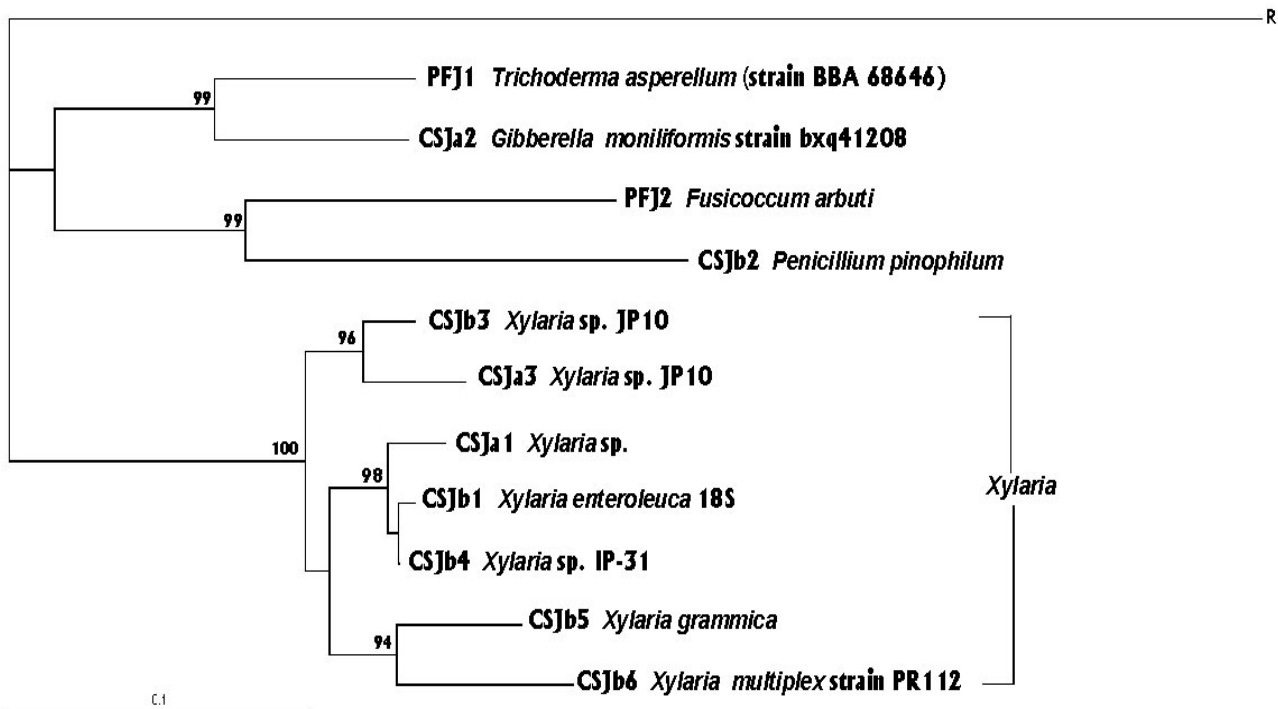 R
PFJ1 Trichoderma asperellum (strain BBA 68646)
99
CSJa2 Gibberella moniliformis strain bxq41208
PFJ2 Fusicoccum arbuti
99
CSJb2 Penicillium pinophilum
CSJb3 Xylaria sp. JP10
96
CSJa3 Xylaria sp. JP10
CSJa1 Xylaria sp.
100
98
CSJb1 Xylaria enteroleuca 18S
Xylaria
CSJb4 Xylaria sp. IP-31
CSJb5 Xylaria grammica
94
CSJb6 Xylaria multiplex strain PR112